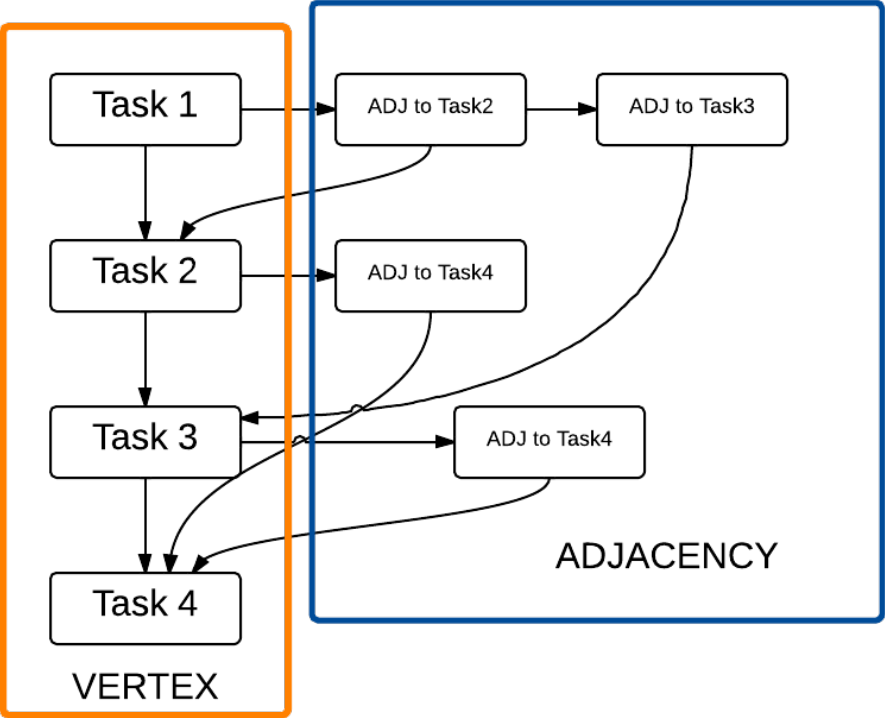 Task 1
ADJ to Task2
ADJ to Task3
Task 2
ADJ to Task4
Task 3
ADJ to Task4
ADJACENCY
Task 4
VERTEX